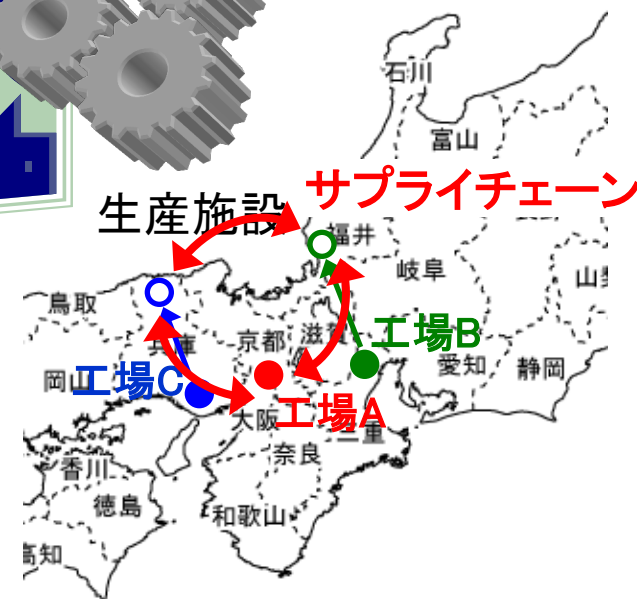 石川
富山
サプライチェーン
生産施設
福井
岐阜
鳥取
兵庫
京都
滋賀
工場B
愛知
静岡
岡山
工場C
工場A
大阪
三重
奈良
香川
徳島
和歌山
高知